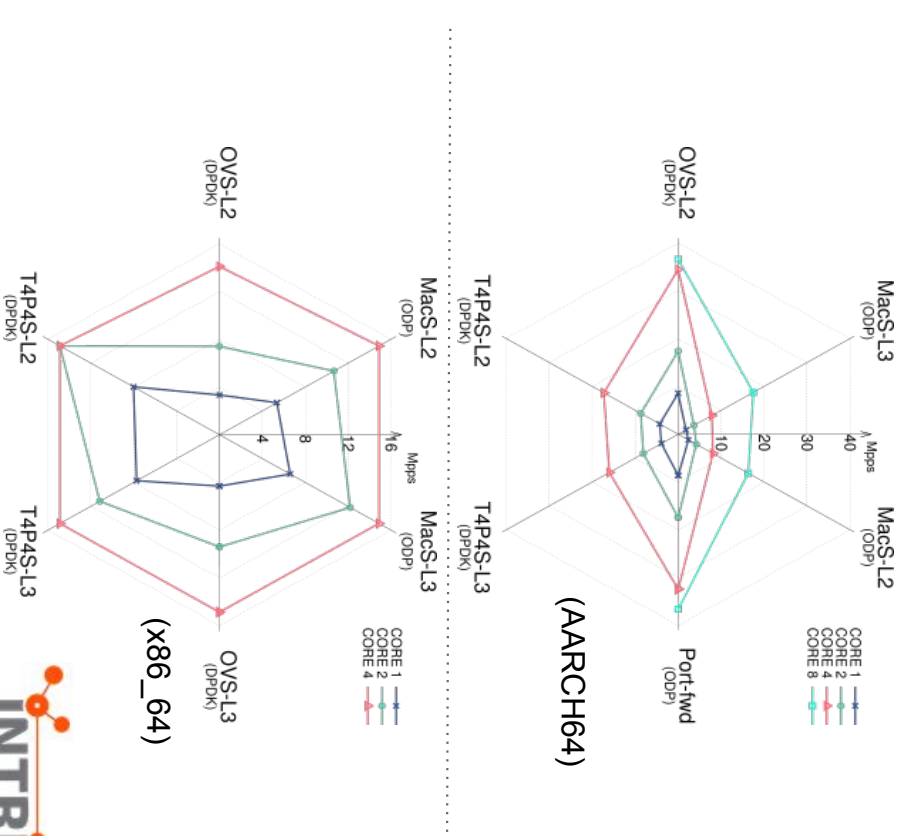 MacS-L3
(ODP)
Mpps
40
30
20
10
MacS-L2
(ODP)
CORE 1
CORE 2
CORE 4
CORE 8
OVS-L2
(DPDK)
Port-fwd
(ODP)
T4P4S-L2
(DPDK)
T4P4S-L3
(DPDK)
(AARCH64)
MacS-L2
(ODP)
Mpps
16
12
8
4
MacS-L3
(ODP)
CORE 1
CORE 2
CORE 4
OVS-L2
(DPDK)
OVS-L3
(DPDK)
T4P4S-L2
(DPDK)
T4P4S-L3
(DPDK)
(x86_64)
INTR